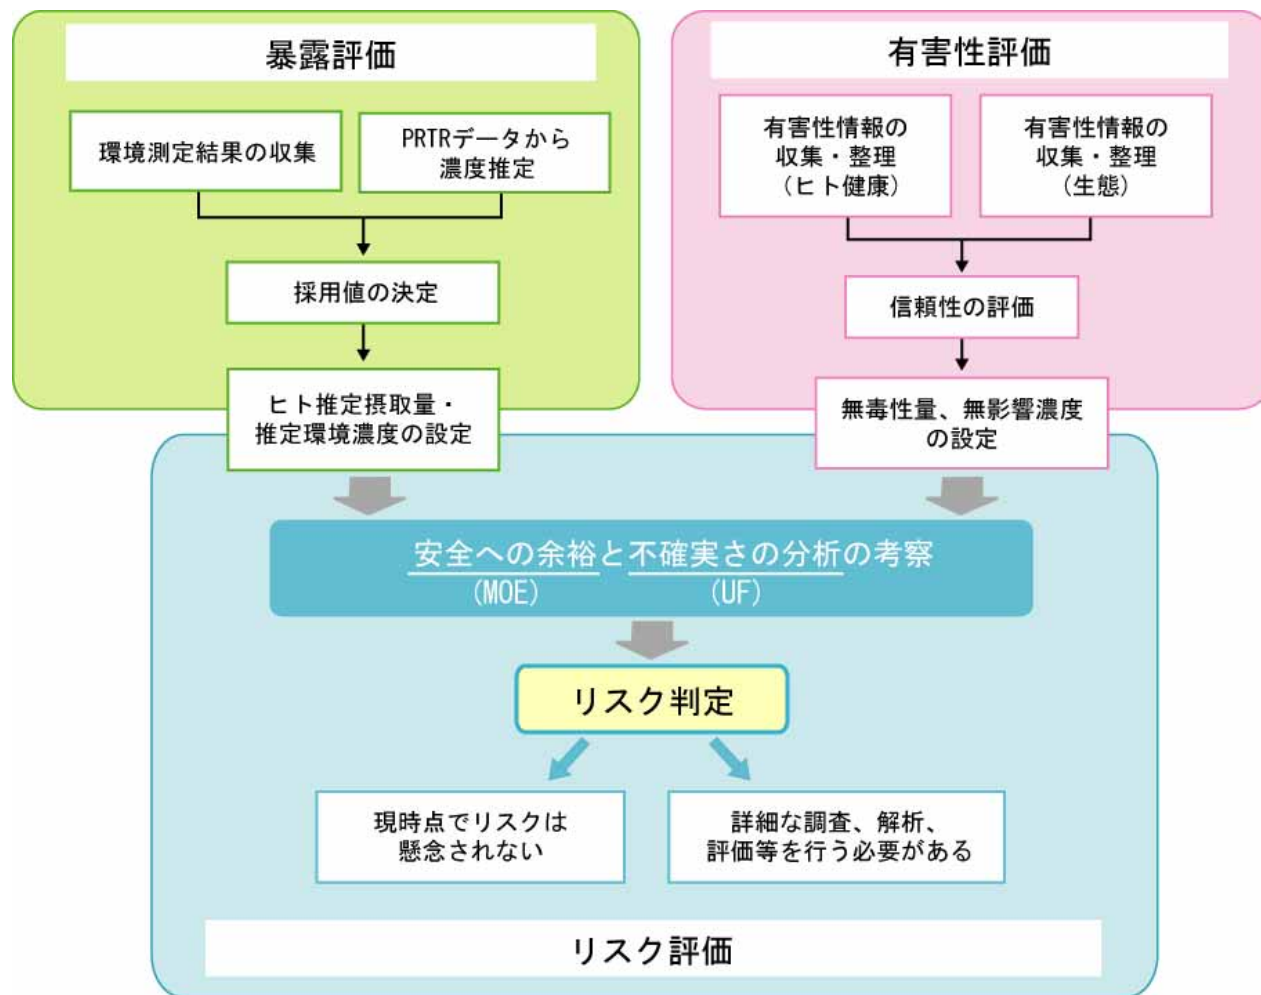 暴露評価
環境測定結果の収集
PRTRデータから
濃度推定
採用値の決定
ヒト推定摂取量・
推定環境濃度の設定
有害性評価
有害性情報の
収集・整理
（ヒト健康）
有害性情報の
収集・整理
（生態）
信頼性の評価
無毒性量、無影響濃度
の設定
安全への余裕と不確実さの分析の考察
(MOE) (UF)
リスク判定
現時点でリスクは
懸念されない
詳細な調査、解析、
評価等を行う必要がある
リスク評価